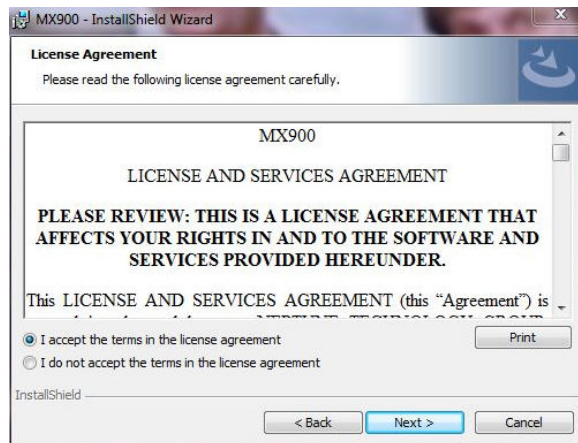 MX900 - InstallShield Wizard
License Agreement
Please read the following license agreement carefully.
MX900
LICENSE AND SERVICES AGREEMENT
PLEASE REVIEW: THIS IS A LICENSE AGREEMENT THAT
AFFECTS YOUR RIGHTS IN AND TO THE SOFTWARE AND
SERVICES PROVIDED HEREUNDER.
This LICENSE AND SERVICES AGREEMENT (this “Agreement”) is
NEPTUNE TECHNOLOGY GROUP
I accept the terms in the license agreement
Print
I do not accept the terms in the license agreement
InstallShield
< Back
Next >
Cancel